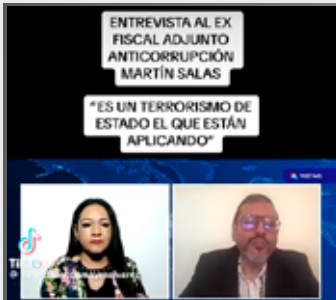 ENTREVISTA AL EX
FISCAL ADJUNTO
ANTICORRUPCIÓN
MARTÍN SALAS
“ES UN TERRORISMO DE
ESTADO EL QUE ESTÁN
APLICANDO”